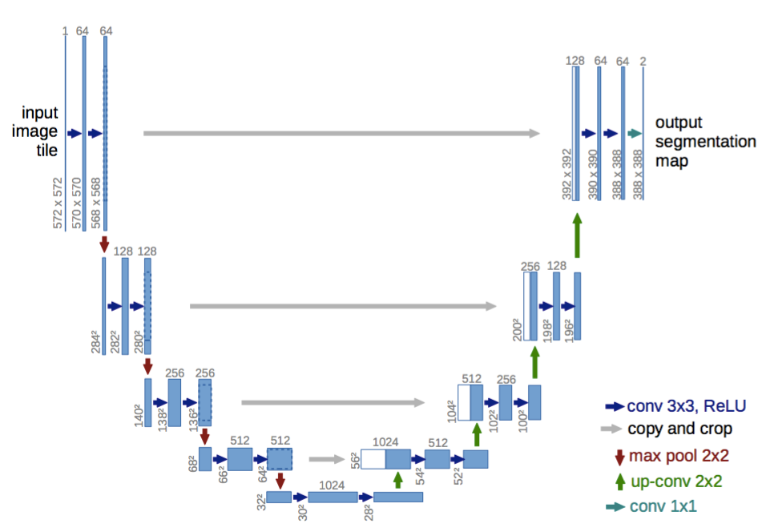 1 64 64
input
image
tile
572 x 572
570 x 570
568 x 568
128 64 64 2
output
segmentation
map
392 x 392
390 x 390
388 x 388
388 x 388
128 128
284²
282²
280²
256 128
200²
198²
196²
256 256
140²
138²
136²
512 256
104²
102²
100²
512 512
68²
66²
64²
1024 512
56²
54²
52²
1024
32²
30²
28²
conv 3x3, ReLU
copy and crop
max pool 2x2
up-conv 2x2
conv 1x1